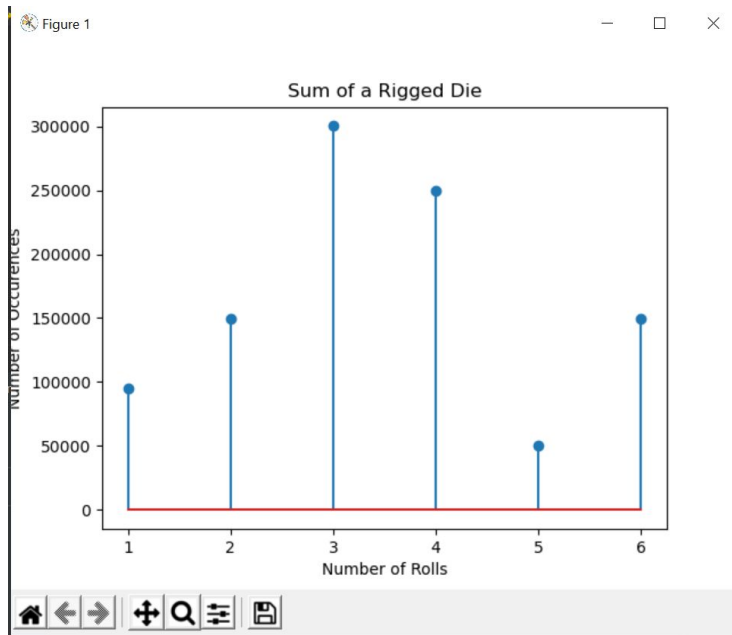 Figure 1
Sum of a Rigged Die
300000
250000
200000
150000
100000
50000
0
Number of Occurences
1 2 3 4 5 6
Number of Rolls